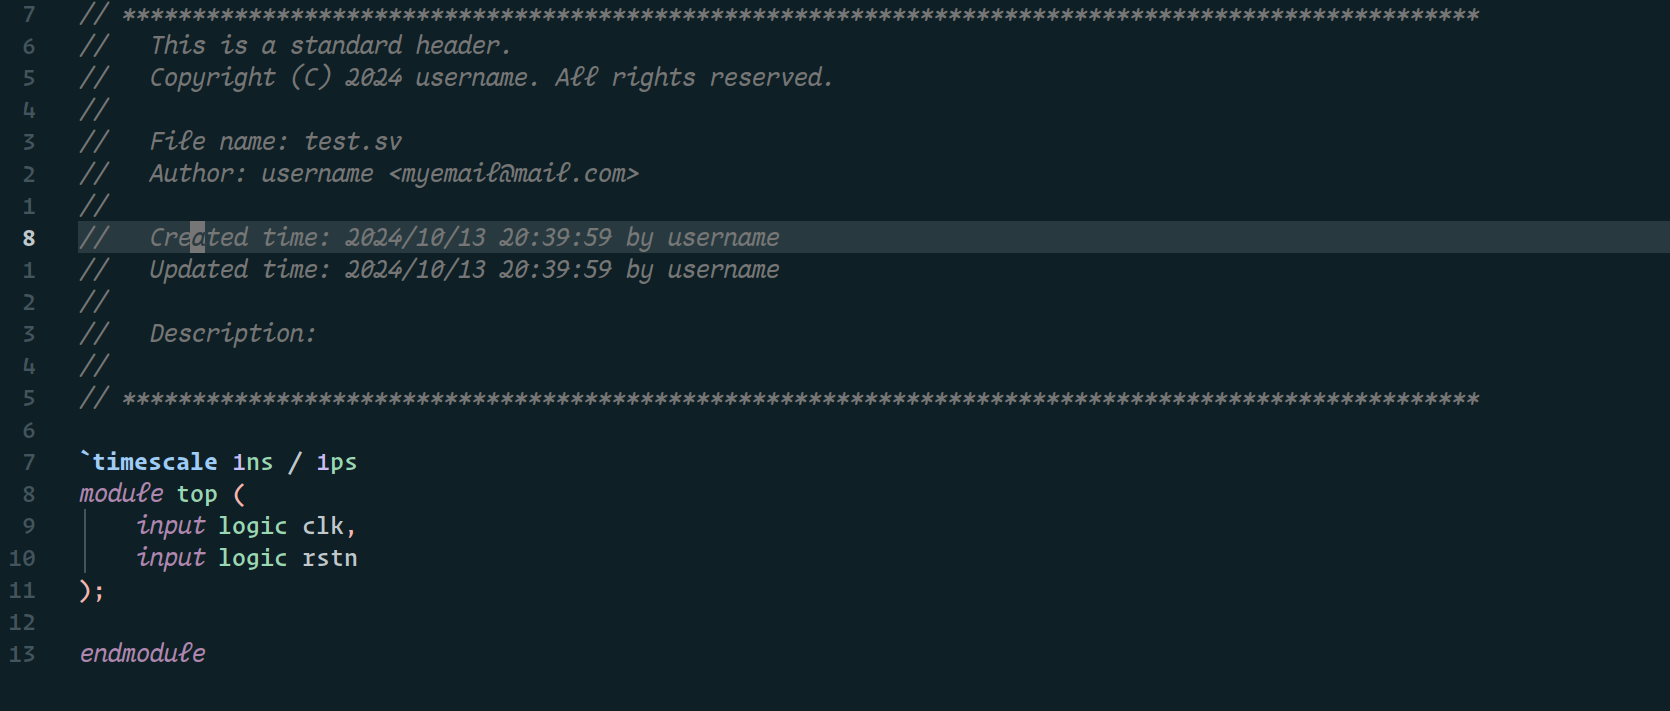 7 // *************************************************************************************************
6 //   This is a standard header.
5 //   Copyright (C) 2024 username. All rights reserved.
4 //
3 //   File name: test.sv
2 //   Author: username <myemail@mail.com>
1 //
8 //   Created time: 2024/10/13 20:39:59 by username
1 //   Updated time: 2024/10/13 20:39:59 by username
2 //
3 //   Description:
4 //
5 // *************************************************************************************************
6
7 `timescale 1ns / 1ps
8 module top (
9     input logic clk,
10     input logic rstn
11 );
12
13 endmodule